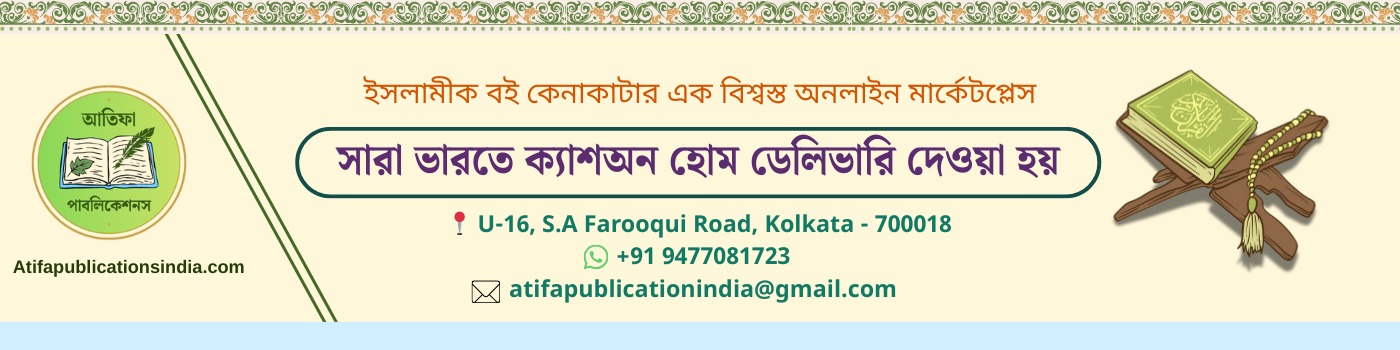 আতিফা
পাবলিকেশনস
Atifapublicationsindia.com
ইসলামীক বই কেনাকাটার এক বিশ্বস্ত অনলাইন মার্কেটপ্লেস
সারা ভারতে ক্যাশঅন হোম ডেলিভারি দেওয়া হয়
U-16, S.A Farooqui Road, Kolkata - 700018
+91 9477081723
atifapublicationindia@gmail.com